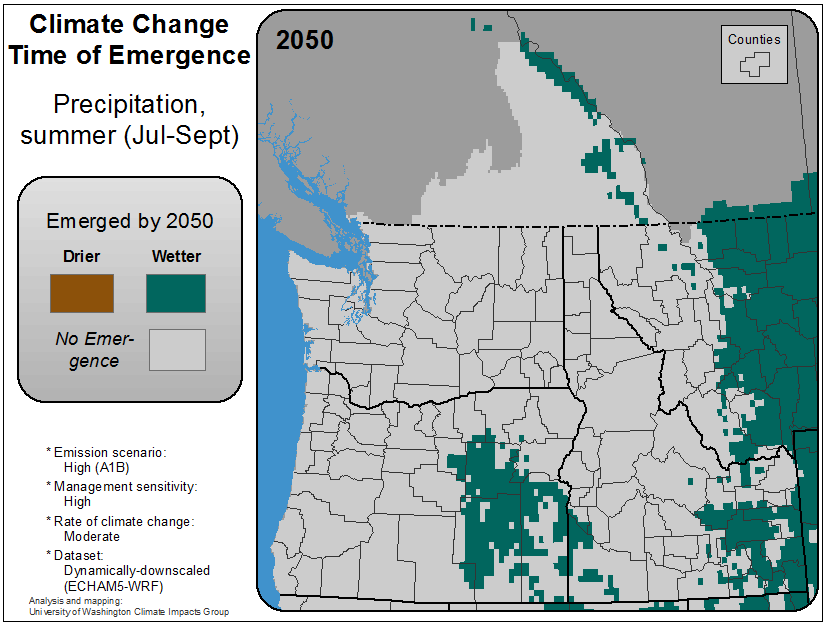 Climate Change
Time of Emergence
Precipitation,
summer (Jul-Sept)
Emerged by 2050
Drier
Wetter
No Emer-
gence
* Emission scenario:
High (A1B)
* Management sensitivity:
High
* Rate of climate change:
Moderate
* Dataset:
Dynamically-downscaled
(ECHAM5-WRF)
Analysis and mapping:
University of Washington Climate Impacts Group
2050
Counties